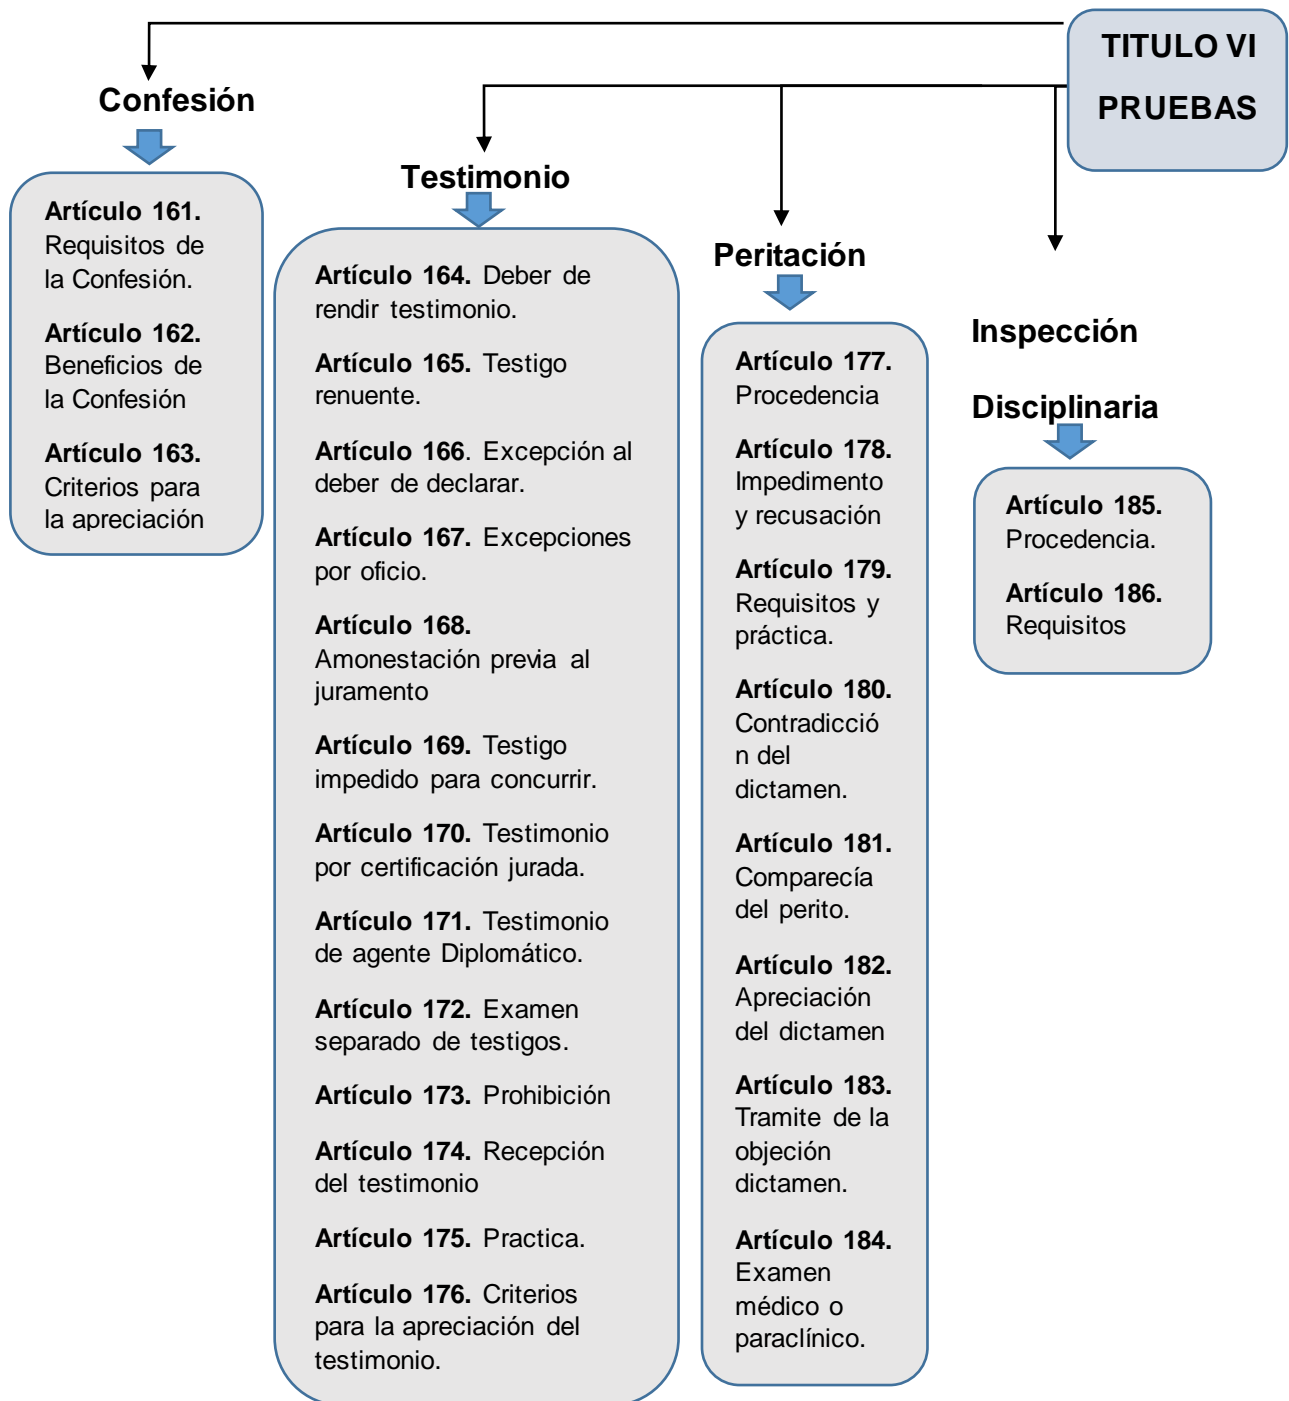 TITULO VI
PRUEBAS
Confesión
Artículo 161.
Requisitos de
la Confesión.
Artículo 162.
Beneficios de
la Confesión
Artículo 163.
Criterios para
la apreciación
Testimonio
Artículo 164. Deber de
rendir testimonio.
Artículo 165. Testigo
renuente.
Artículo 166. Excepción al
deber de declarar.
Artículo 167. Excepciones
por oficio.
Artículo 168.
Amonestación previa al
juramento
Artículo 169. Testigo
impedido para concurrir.
Artículo 170. Testimonio
por certificación jurada.
Artículo 171. Testimonio
de agente Diplomático.
Artículo 172. Examen
separado de testigos.
Artículo 173. Prohibición
Artículo 174. Recepción
del testimonio
Artículo 175. Practica.
Artículo 176. Criterios
para la apreciación del
testimonio.
Peritación
Artículo 177.
Procedencia
Artículo 178.
Impedimento
y recusación
Artículo 179.
Requisitos y
práctica.
Artículo 180.
Contradicció
n del
dictamen.
Artículo 181.
Comparecía
del perito.
Artículo 182.
Apreciación
del dictamen
Artículo 183.
Tramite de la
objeción
dictamen.
Artículo 184.
Examen
médico o
paraclínico.
Inspección
Disciplinaria
Artículo 185.
Procedencia.
Artículo 186.
Requisitos